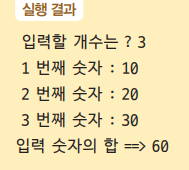 실행 결과
입력할 개수는 ? 3
1 번째 숫자 : 10
2 번째 숫자 : 20
3 번째 숫자 : 30
입력 숫자의 합 ==> 60